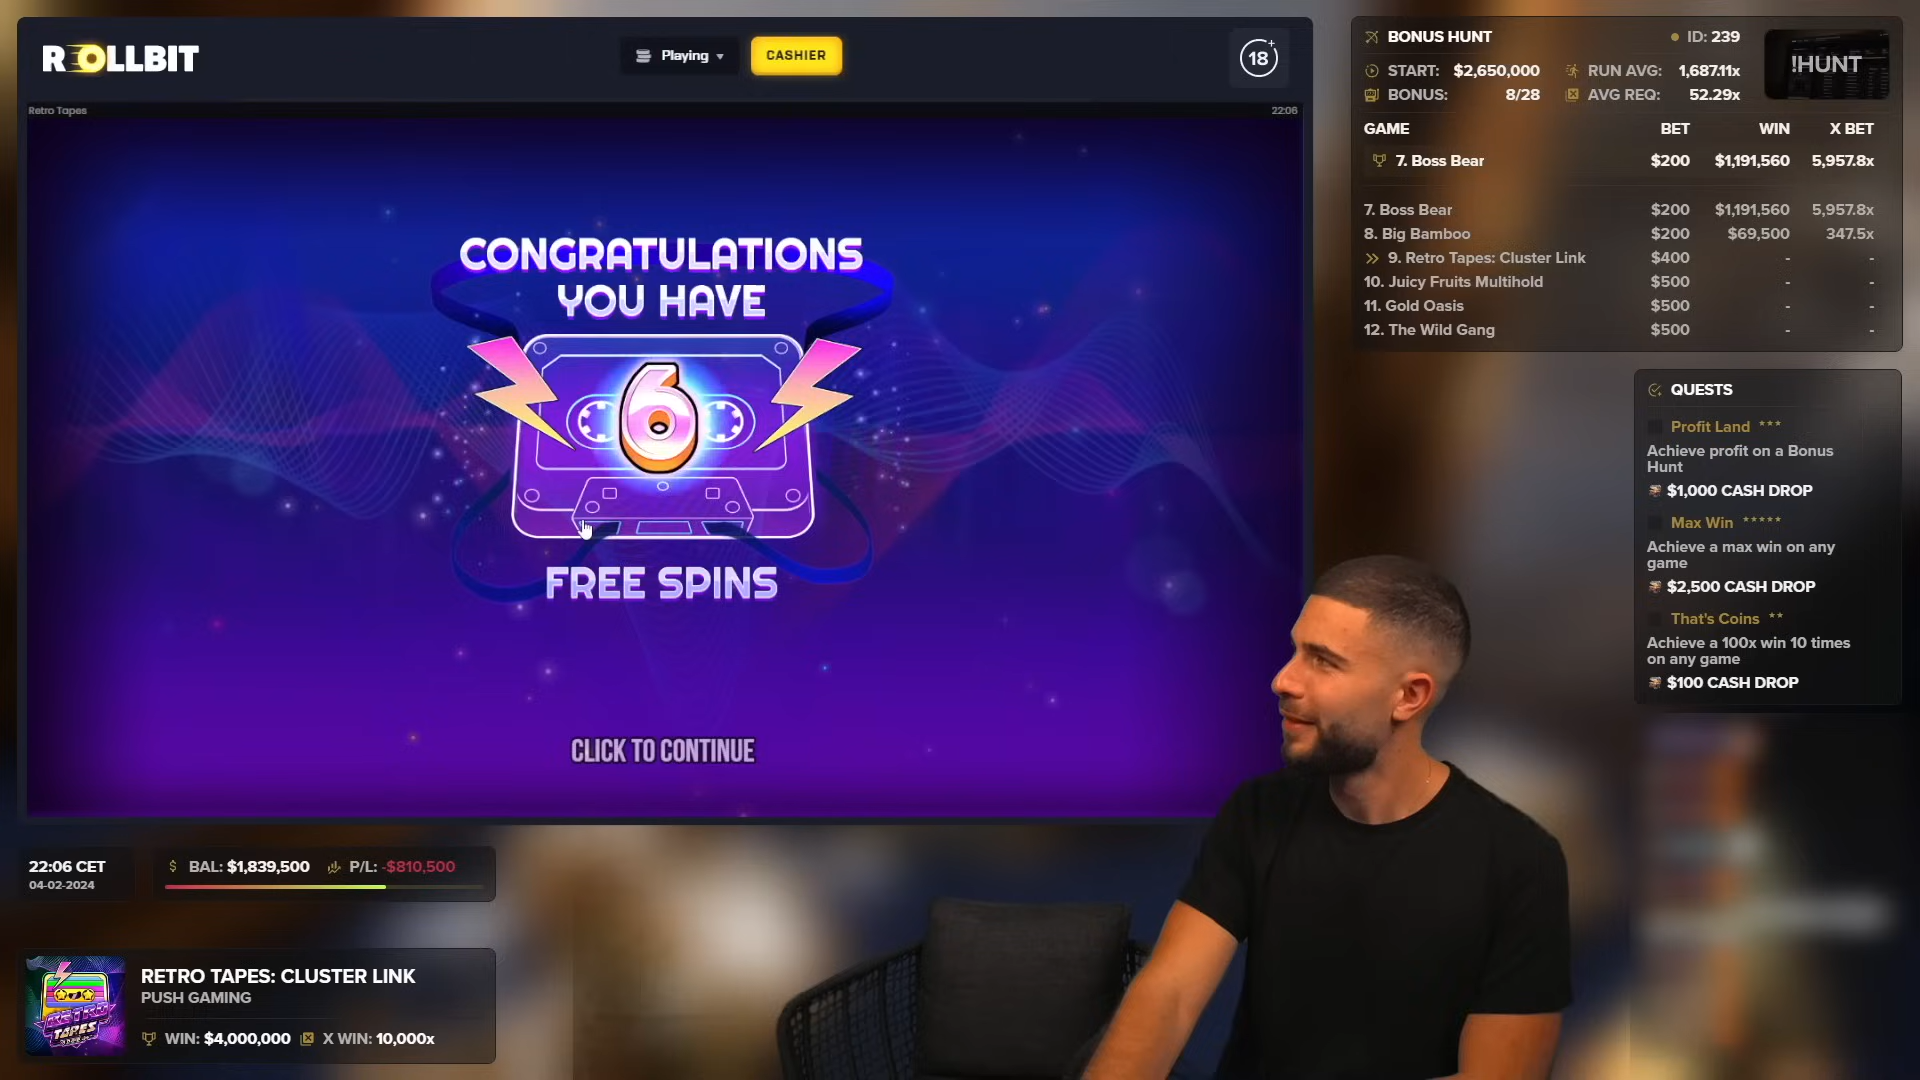 ROLLBIT
Playing
CASHIER
18+
Retro Tapes
22:06
CONGRATULATIONS
YOU HAVE
6
FREE SPINS
CLICK TO CONTINUE
BONUS HUNT
ID: 239
START: $2,650,000
RUN AVG: 1,687.11x
BONUS: 8/28
AVG REQ: 52.29x
!HUNT
GAME BET WIN X BET
7. Boss Bear $200 $1,191,560 5,957.8x
7. Boss Bear $200 $1,191,560 5,957.8x
8. Big Bamboo $200 $69,500 347.5x
9. Retro Tapes: Cluster Link $400 - -
10. Juicy Fruits Multihold $500 - -
11. Gold Oasis $500 - -
12. The Wild Gang $500 - -
QUESTS
Profit Land ***
Achieve profit on a Bonus
Hunt
$1,000 CASH DROP
Max Win *****
Achieve a max win on any
game
$2,500 CASH DROP
That's Coins **
Achieve a 100x win 10 times
on any game
$100 CASH DROP
22:06 CET
04-02-2024
$ BAL: $1,839,500 P/L: -$810,500
RETRO TAPES
RETRO TAPES: CLUSTER LINK
PUSH GAMING
WIN: $4,000,000 X WIN: 10,000x